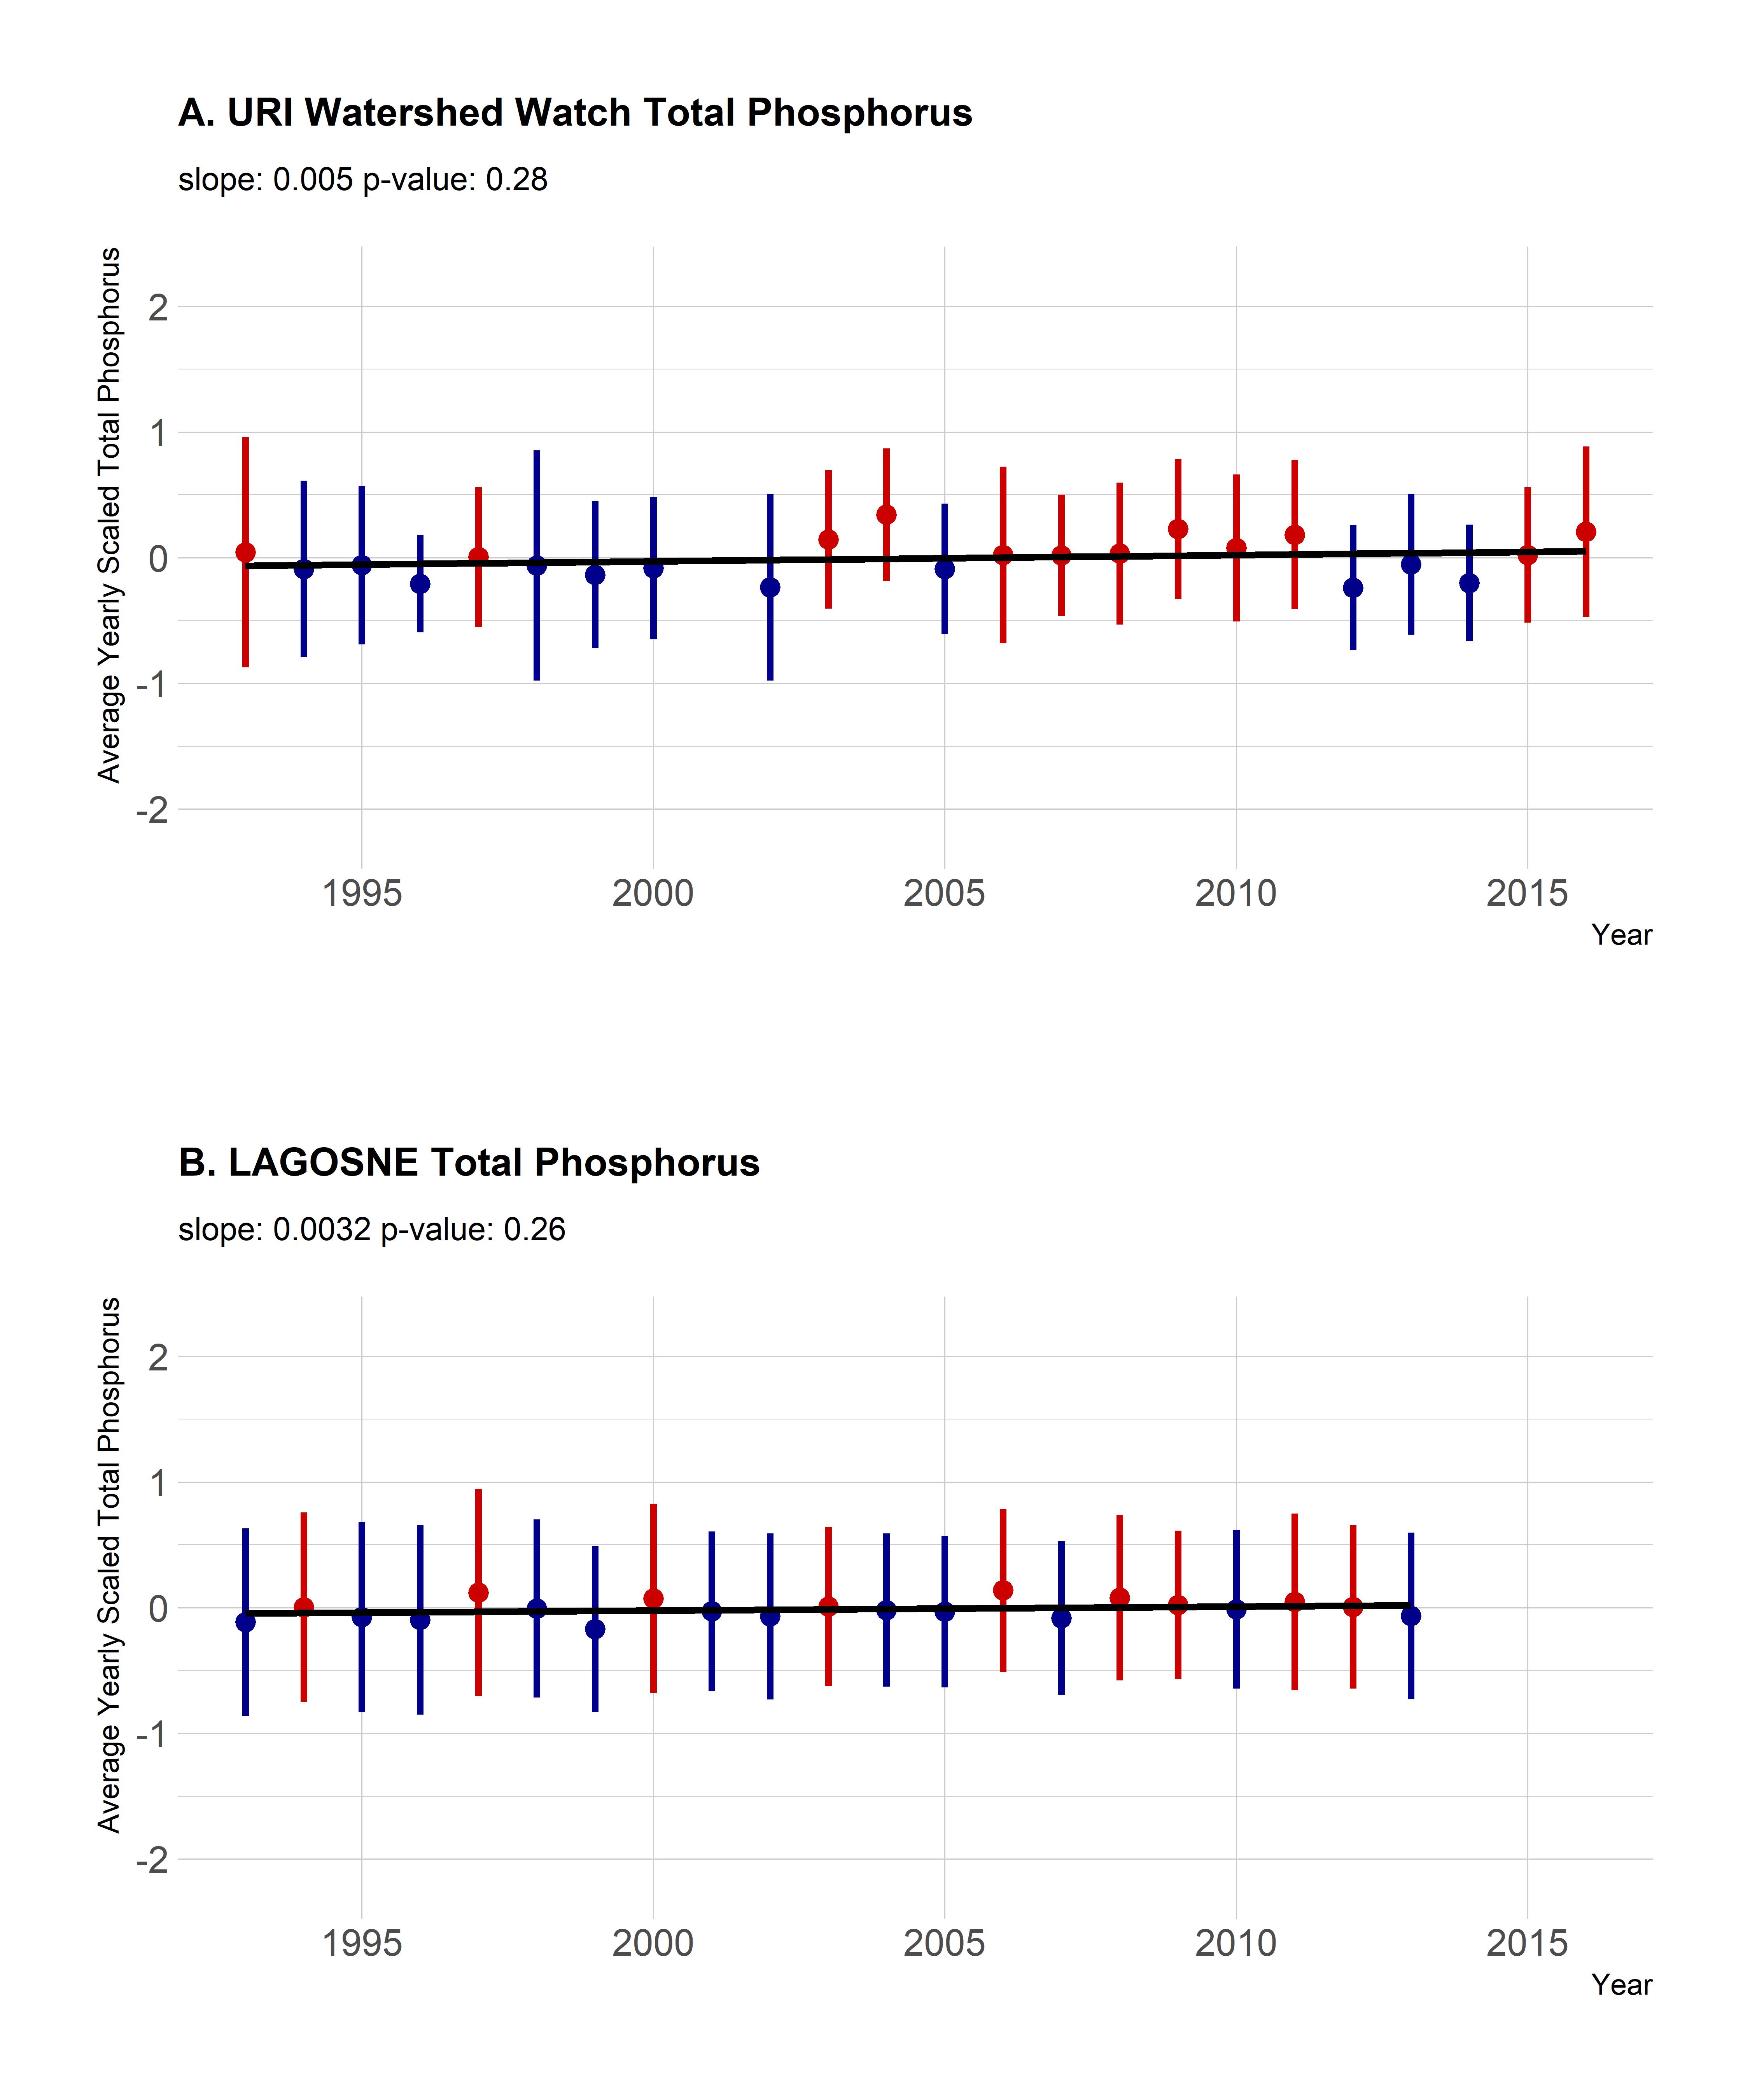 A. URI Watershed Watch Total Phosphorus
slope: 0.005 p-value: 0.28
Average Yearly Scaled Total Phosphorus
2
1
0
-1
-2
1995 2000 2005 2010 2015
Year
B. LAGOSNE Total Phosphorus
slope: 0.0032 p-value: 0.26
Average Yearly Scaled Total Phosphorus
2
1
0
-1
-2
1995 2000 2005 2010 2015
Year